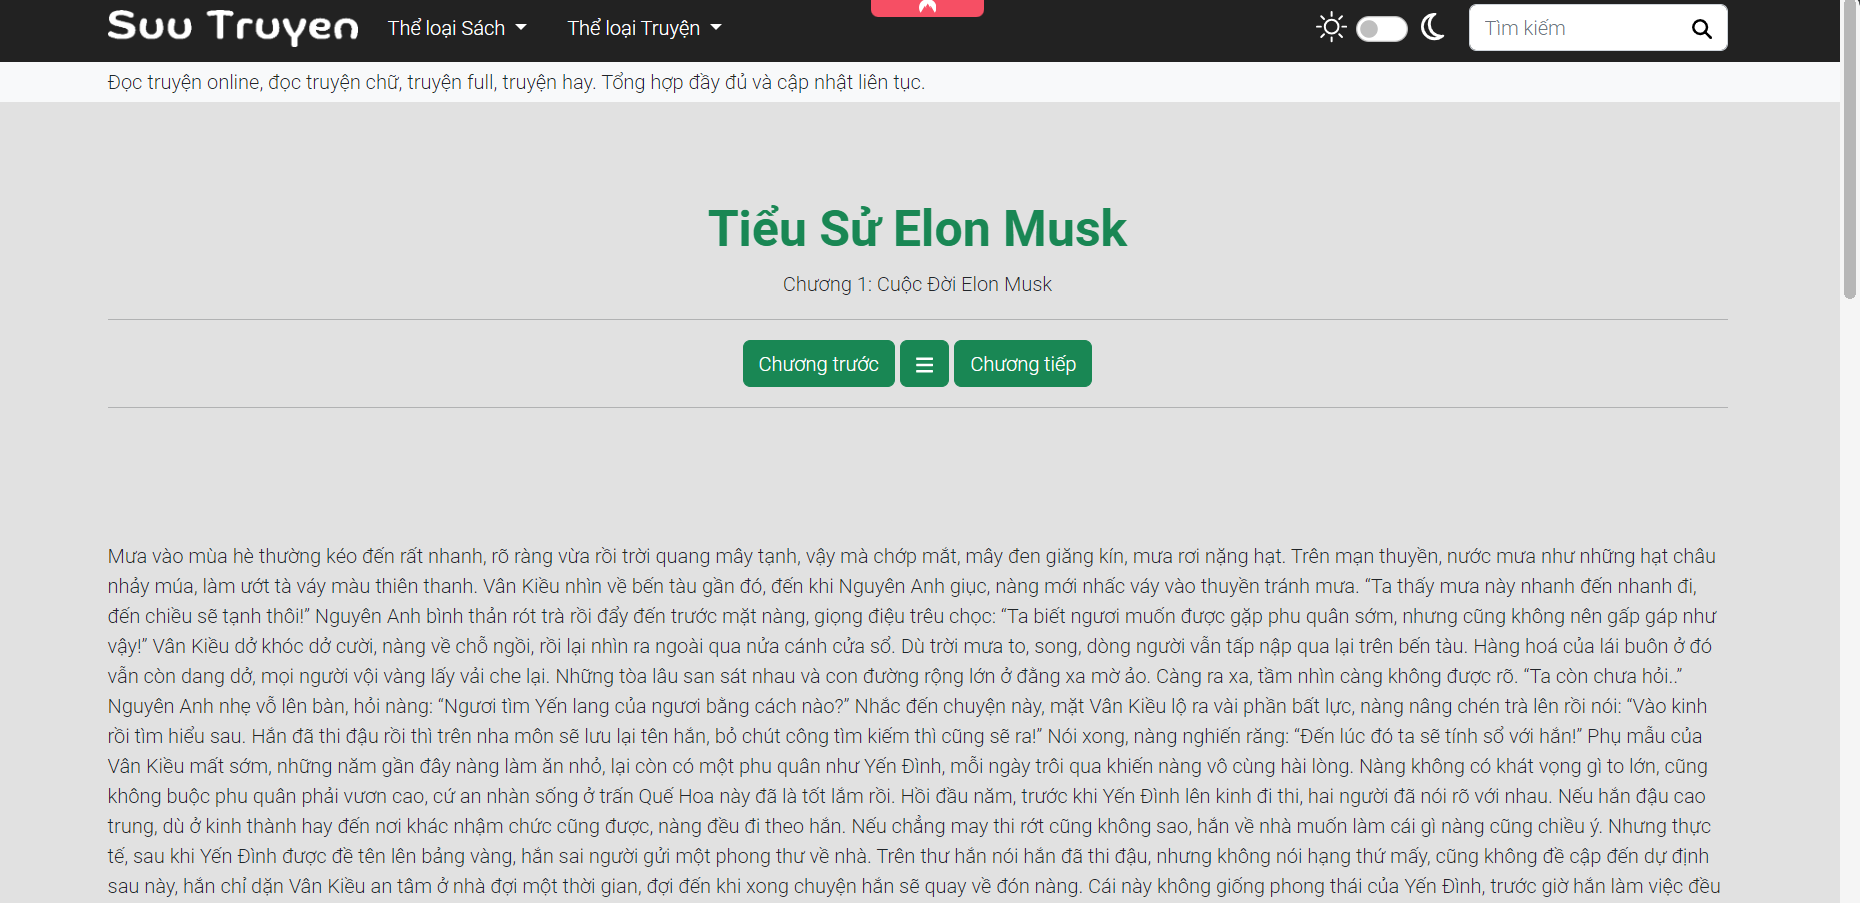 Suu Truyen
Thể loại Sách
Thể loại Truyện
Tìm kiếm
Đọc truyện online, đọc truyện chữ, truyện full, truyện hay. Tổng hợp đầy đủ và cập nhật liên tục.
Tiểu Sử Elon Musk
Chương 1: Cuộc Đời Elon Musk
Chương trước
Chương tiếp
Mưa vào mùa hè thường kéo đến rất nhanh, rõ ràng vừa rồi trời quang mây tạnh, vậy mà chớp mắt, mây đen giăng kín, mưa rơi nặng hạt. Trên mạn thuyền, nước mưa như những hạt châu
nhảy múa, làm ướt tà váy màu thiên thanh. Vân Kiều nhìn về bến tàu gần đó, đến khi Nguyên Anh giục, nàng mới nhấc váy vào thuyền tránh mưa. “Ta thấy mưa này nhanh đến nhanh đi,
đến chiều sẽ tạnh thôi!” Nguyên Anh bình thản rót trà rồi đẩy đến trước mặt nàng, giọng điệu trêu chọc: “Ta biết ngươi muốn được gặp phu quân sớm, nhưng cũng không nên gấp gáp như
vậy!” Vân Kiều dở khóc dở cười, nàng về chỗ ngồi, rồi lại nhìn ra ngoài qua nửa cánh cửa sổ. Dù trời mưa to, song, dòng người vẫn tấp nập qua lại trên bến tàu. Hàng hoá của lái buôn ở đó
vẫn còn dang dở, mọi người vội vàng lấy vải che lại. Những tòa lâu san sát nhau và con đường rộng lớn ở đằng xa mờ ảo. Càng ra xa, tầm nhìn càng không được rõ. “Ta còn chưa hỏi..”
Nguyên Anh nhẹ vỗ lên bàn, hỏi nàng: “Ngươi tìm Yến lang của ngươi bằng cách nào?” Nhắc đến chuyện này, mặt Vân Kiều lộ ra vài phần bất lực, nàng nâng chén trà lên rồi nói: “Vào kinh
rồi tìm hiểu sau. Hắn đã thi đậu rồi thì trên nha môn sẽ lưu lại tên hắn, bỏ chút công tìm kiếm thì cũng sẽ ra!” Nói xong, nàng nghiến răng: “Đến lúc đó ta sẽ tính sổ với hắn!” Phụ mẫu của
Vân Kiều mất sớm, những năm gần đây nàng làm ăn nhỏ, lại còn có một phu quân như Yến Đình, mỗi ngày trôi qua khiến nàng vô cùng hài lòng. Nàng không có khát vọng gì to lớn, cũng
không buộc phu quân phải vươn cao, cứ an nhàn sống ở trấn Quế Hoa này đã là tốt lắm rồi. Hồi đầu năm, trước khi Yến Đình lên kinh đi thi, hai người đã nói rõ với nhau. Nếu hắn đậu cao
trung, dù ở kinh thành hay đến nơi khác nhậm chức cũng được, nàng đều đi theo hắn. Nếu chẳng may thi rớt cũng không sao, hắn về nhà muốn làm cái gì nàng cũng chiều ý. Nhưng thực
tế, sau khi Yến Đình được đề tên lên bảng vàng, hắn sai người gửi một phong thư về nhà. Trên thư hắn nói hắn đã thi đậu, nhưng không nói hạng thứ mấy, cũng không đề cập đến dự định
sau này, hắn chỉ dặn Vân Kiều an tâm ở nhà đợi một thời gian, đợi đến khi xong chuyện hắn sẽ quay về đón nàng. Cái này không giống phong thái của Yến Đình, trước giờ hắn làm việc đều